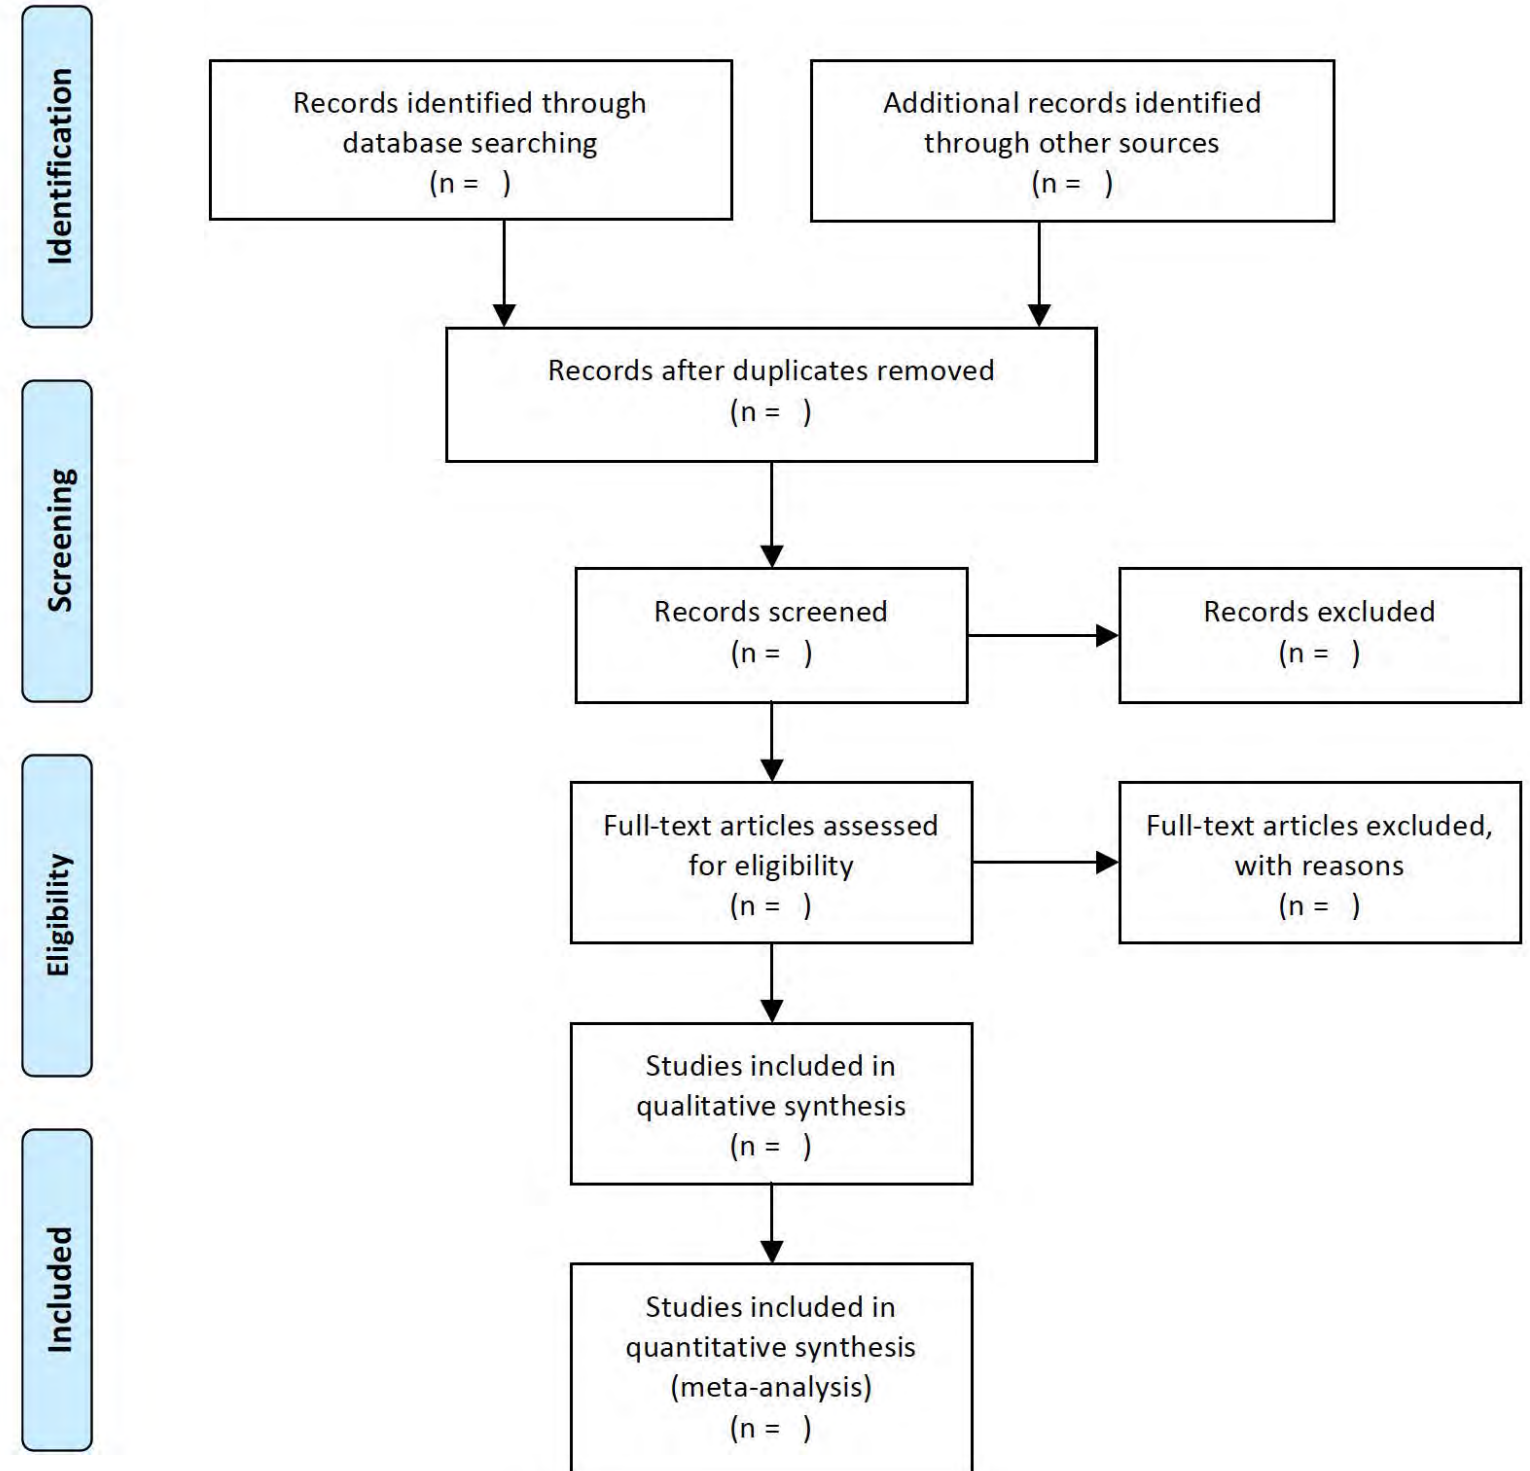 Identification
Records identified through
database searching
(n =   )
Additional records identified
through other sources
(n =   )
Records after duplicates removed
(n =   )
Screening
Records screened
(n =   )
Records excluded
(n =   )
Eligibility
Full-text articles assessed
for eligibility
(n =   )
Full-text articles excluded,
with reasons
(n =   )
Studies included in
qualitative synthesis
(n =   )
Included
Studies included in
quantitative synthesis
(meta-analysis)
(n =   )